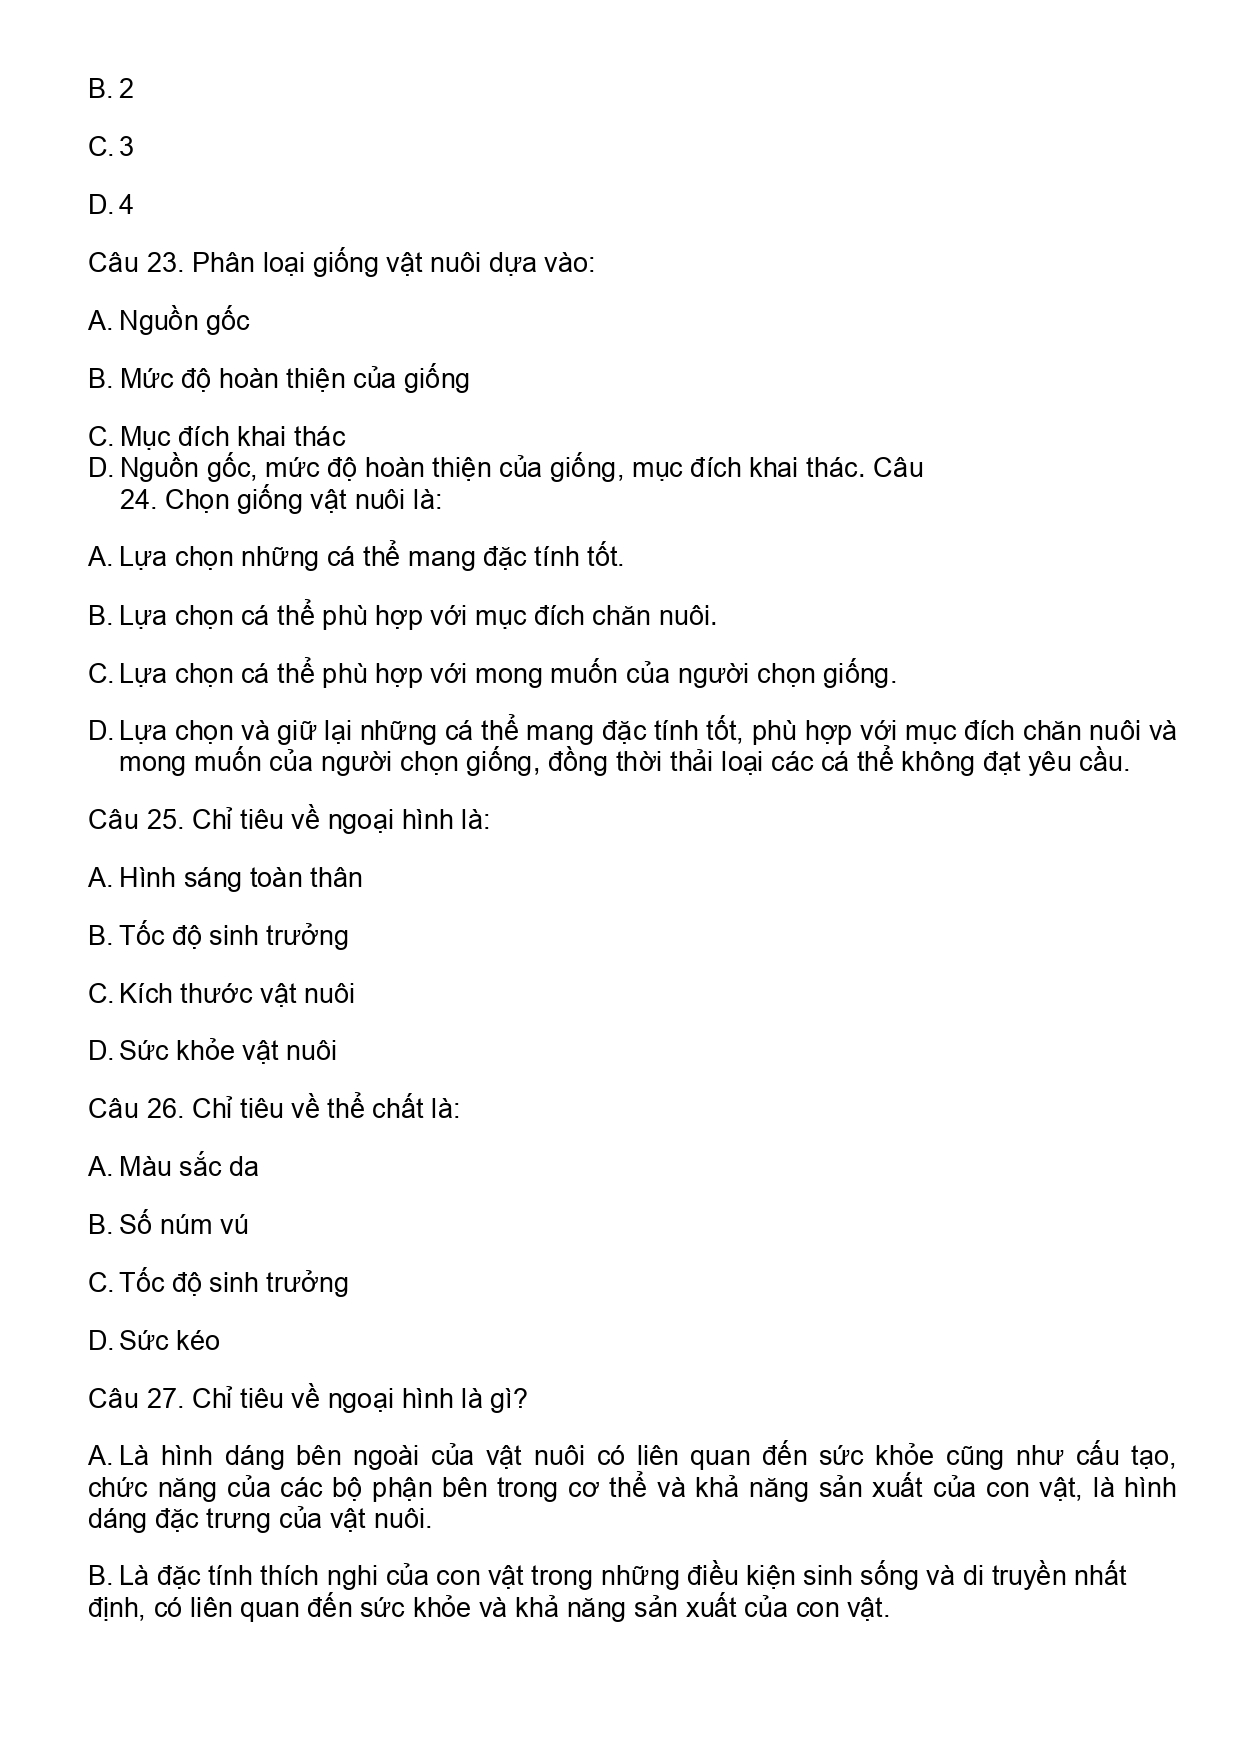 B. 2
C. 3
D. 4
Câu 23. Phân loại giống vật nuôi dựa vào:
A. Nguồn gốc
B. Mức độ hoàn thiện của giống
C. Mục đích khai thác
D. Nguồn gốc, mức độ hoàn thiện của giống, mục đích khai thác. Câu
24. Chọn giống vật nuôi là:
A. Lựa chọn những cá thể mang đặc tính tốt.
B. Lựa chọn cá thể phù hợp với mục đích chăn nuôi.
C. Lựa chọn cá thể phù hợp với mong muốn của người chọn giống.
D. Lựa chọn và giữ lại những cá thể mang đặc tính tốt, phù hợp với mục đích chăn nuôi và
mong muốn của người chọn giống, đồng thời thải loại các cá thể không đạt yêu cầu.
Câu 25. Chỉ tiêu về ngoại hình là:
A. Hình sáng toàn thân
B. Tốc độ sinh trưởng
C. Kích thước vật nuôi
D. Sức khỏe vật nuôi
Câu 26. Chỉ tiêu về thể chất là:
A. Màu sắc da
B. Số núm vú
C. Tốc độ sinh trưởng
D. Sức kéo
Câu 27. Chỉ tiêu về ngoại hình là gì?
A. Là hình dáng bên ngoài của vật nuôi có liên quan đến sức khỏe cũng như cấu tạo,
chức năng của các bộ phận bên trong cơ thể và khả năng sản xuất của con vật, là hình
dáng đặc trưng của vật nuôi.
B. Là đặc tính thích nghi của con vật trong những điều kiện sinh sống và di truyền nhất
định, có liên quan đến sức khỏe và khả năng sản xuất của con vật.